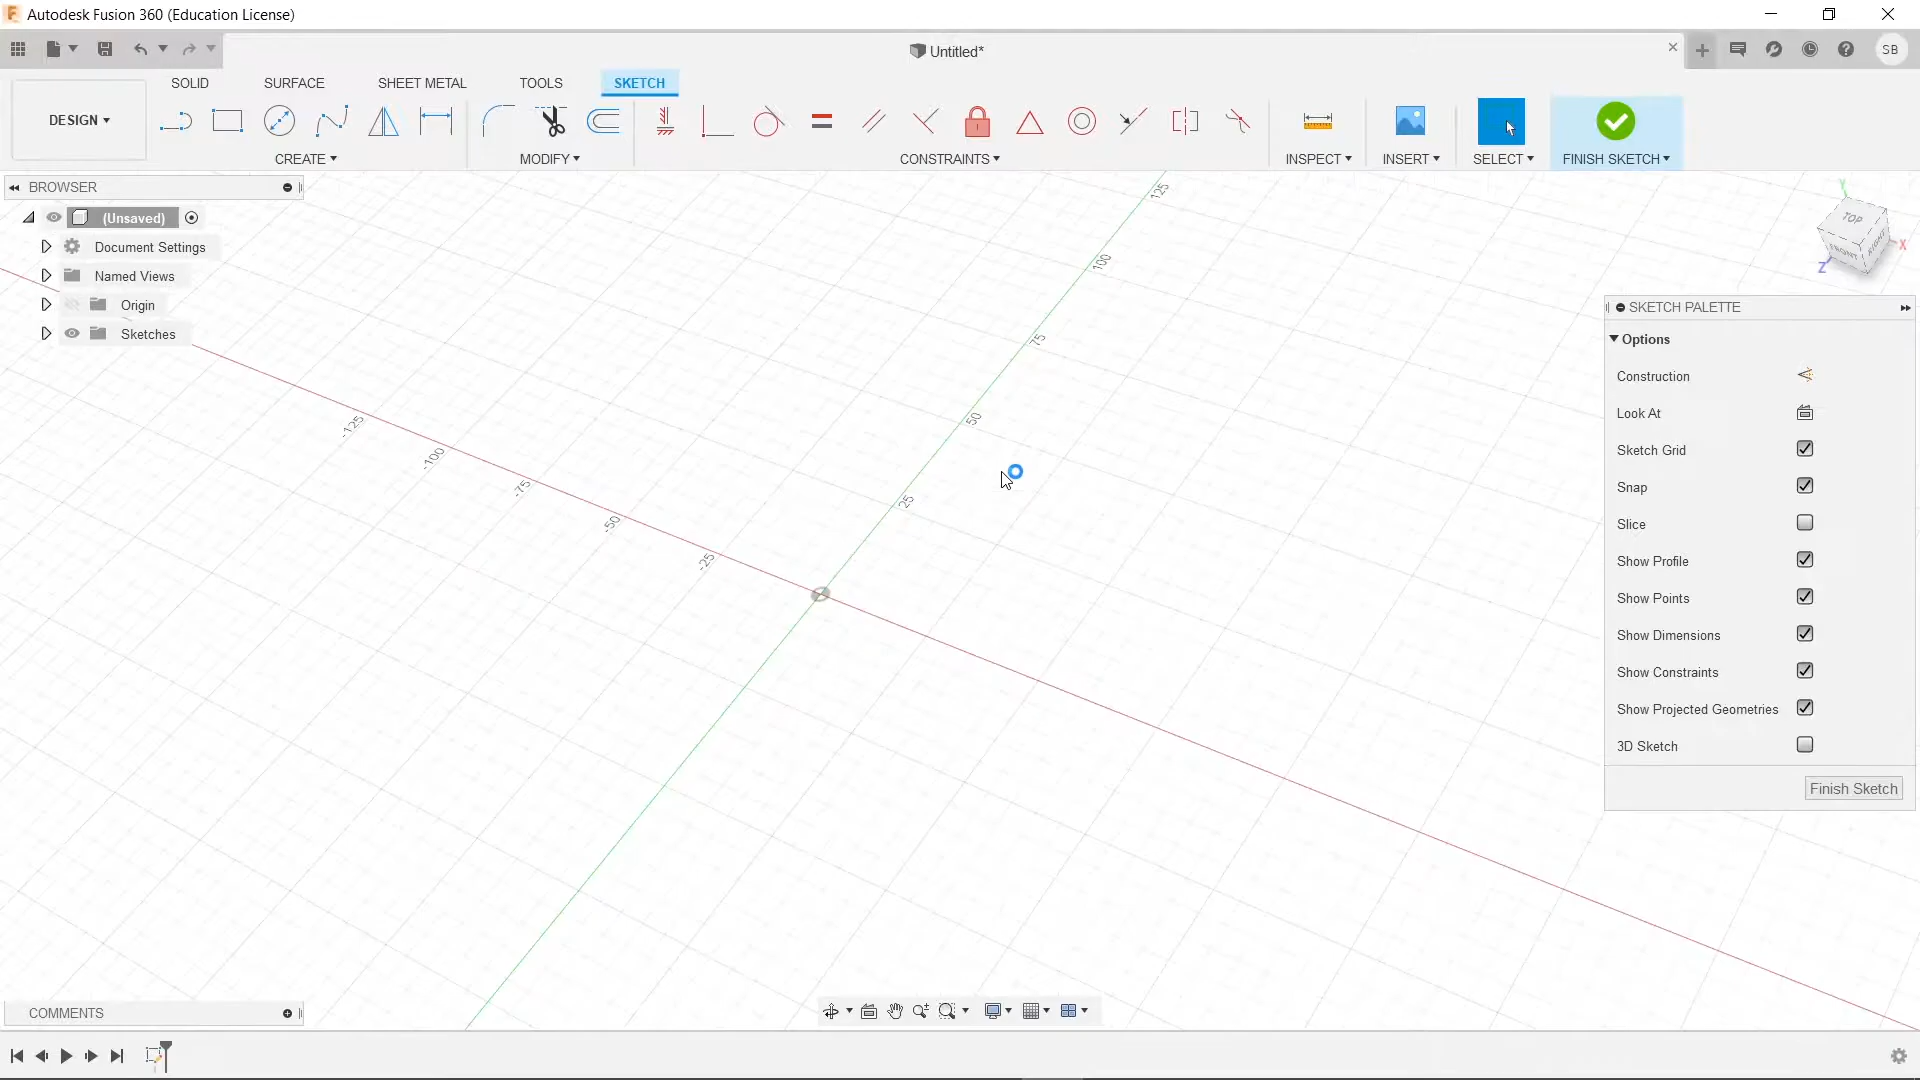 Autodesk Fusion 360 (Education License)
Untitled*
SB
SOLID
SURFACE
SHEET METAL
TOOLS
SKETCH
DESIGN
CREATE
MODIFY
CONSTRAINTS
INSPECT
INSERT
SELECT
FINISH SKETCH
BROWSER
(Unsaved)
Document Settings
Named Views
Origin
Sketches
125
100
75
50
25
-125
-100
-75
-50
-25
Y
TOP
FRONT
RIGHT
X
Z
SKETCH PALETTE
Options
Construction
Look At
Sketch Grid
Snap
Slice
Show Profile
Show Points
Show Dimensions
Show Constraints
Show Projected Geometries
3D Sketch
Finish Sketch
COMMENTS